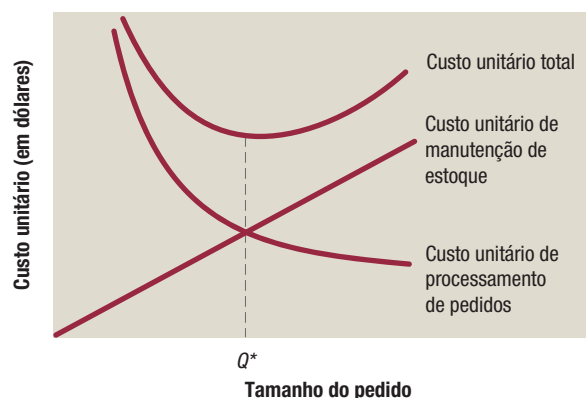 Custo unitário (em dólares)
Custo unitário total
Custo unitário de
manutenção de
estoque
Custo unitário de
processamento
de pedidos
Q*
Tamanho do pedido